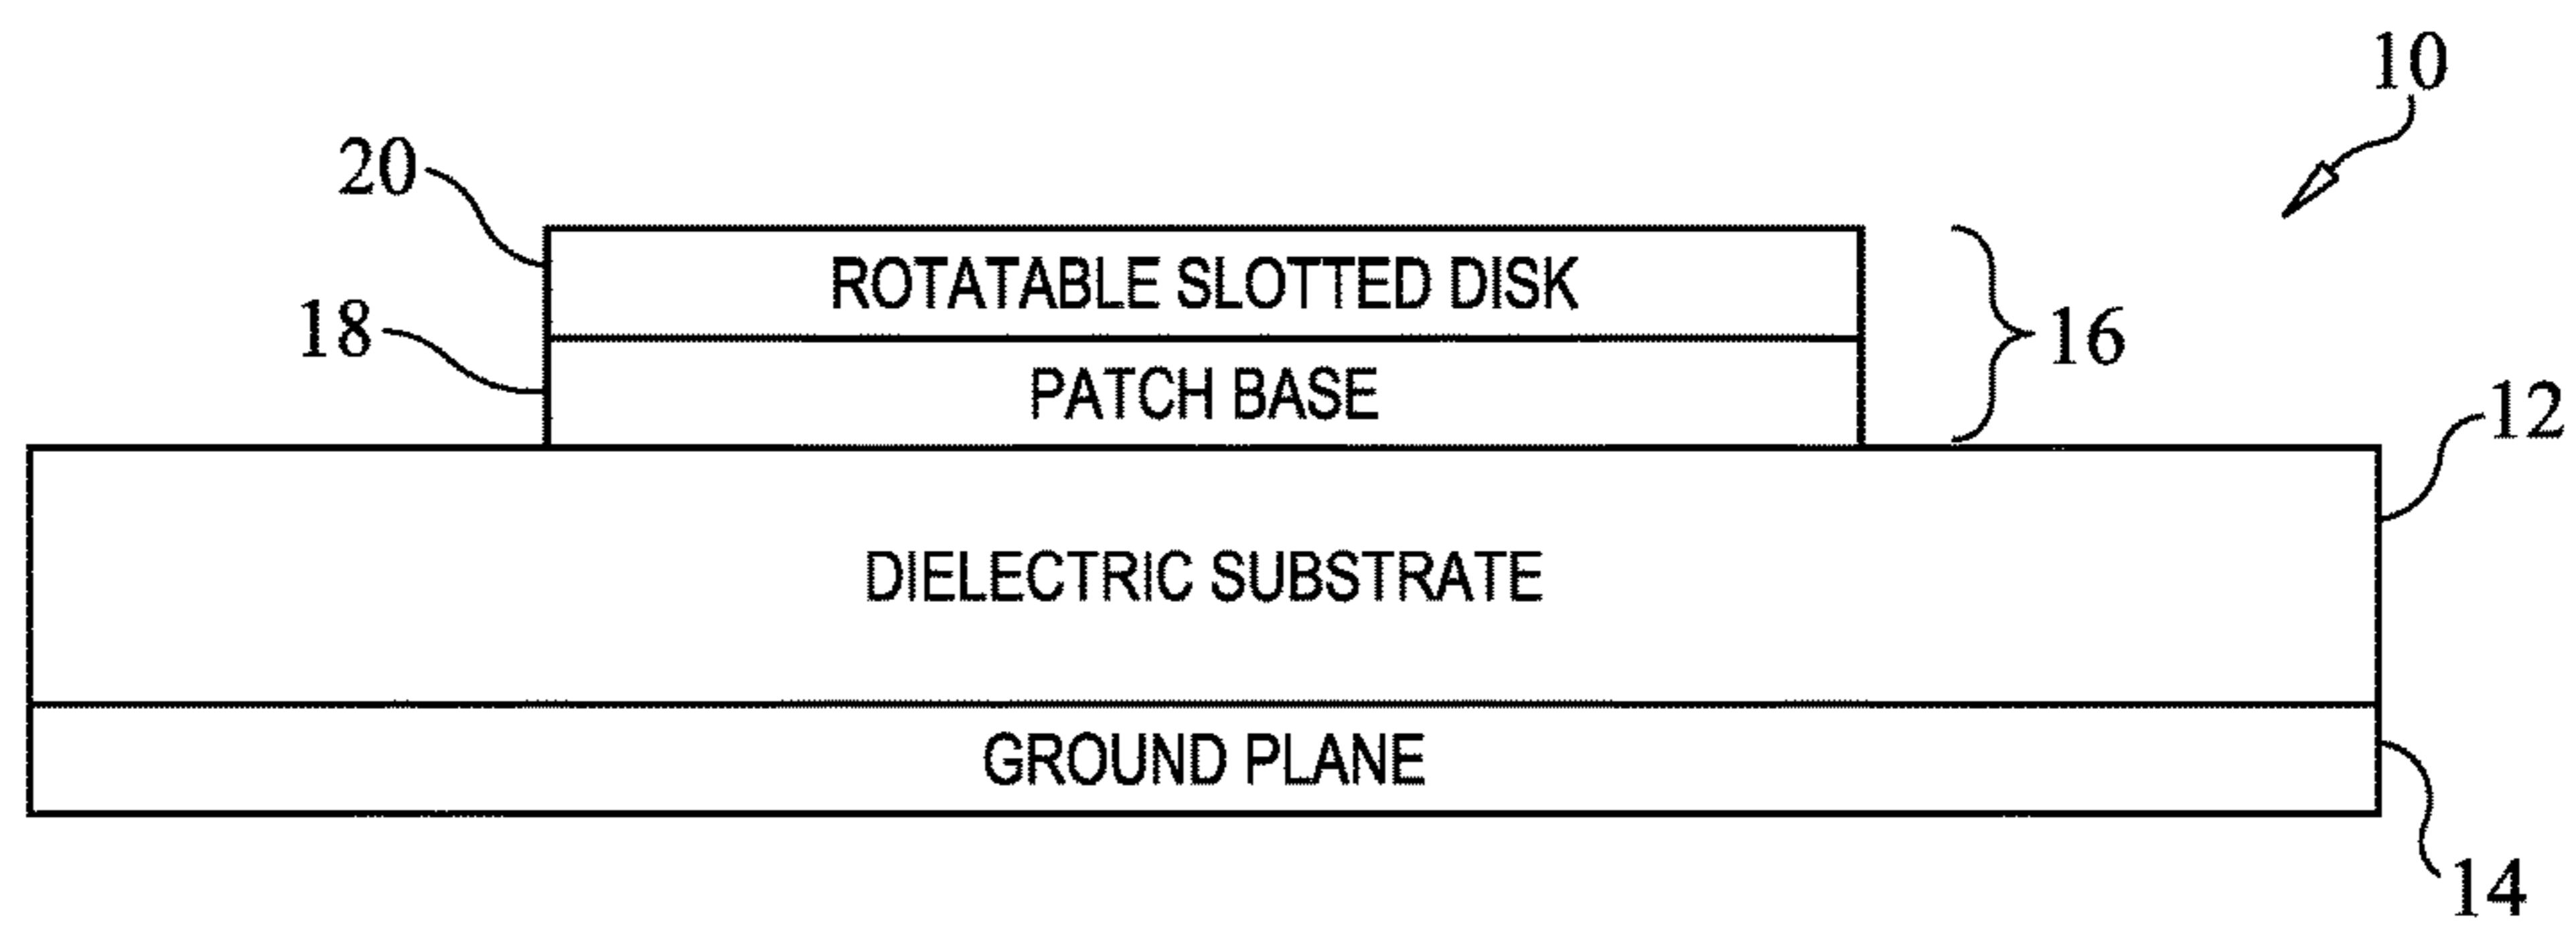 10
20
ROTATABLE SLOTTED DISK
18
16
PATCH BASE
12
DIELECTRIC SUBSTRATE
GROUND PLANE
14